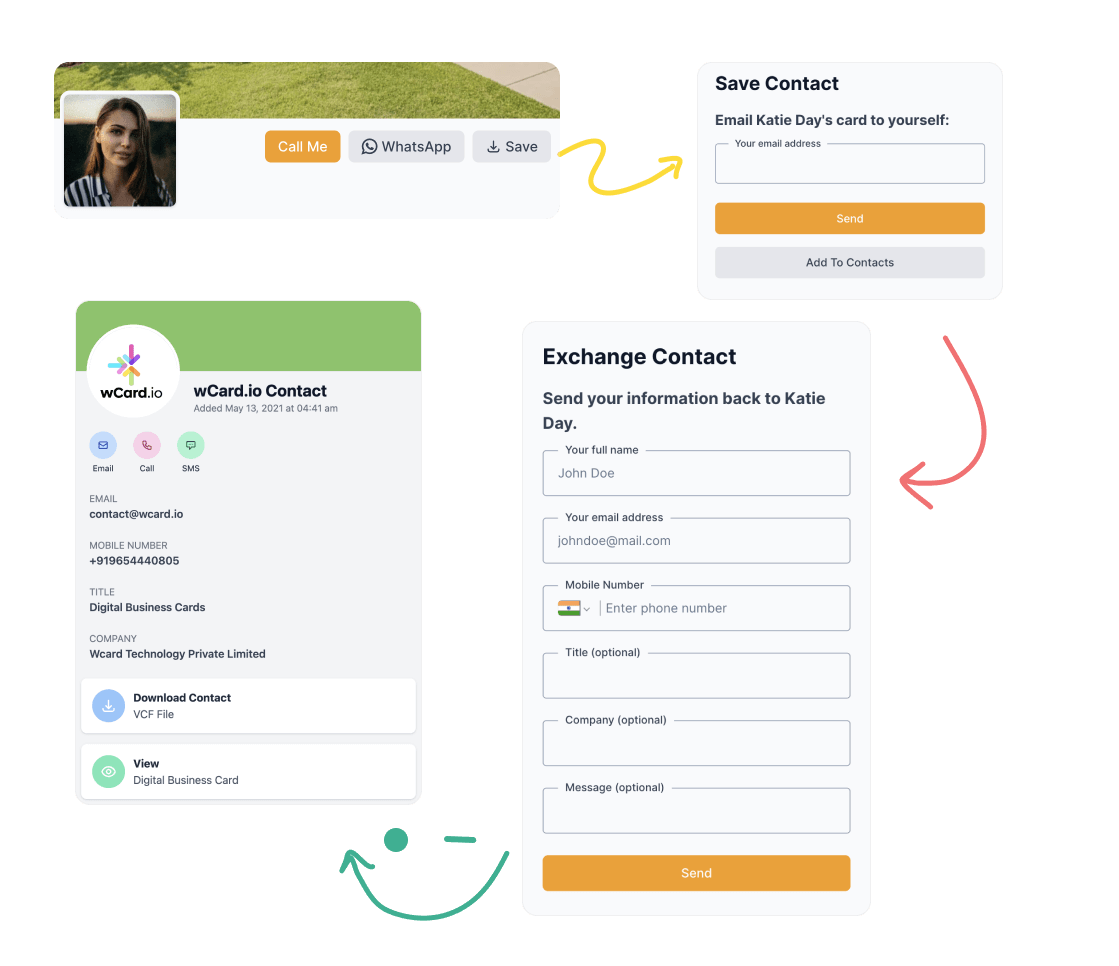 Call Me
WhatsApp
Save
Save Contact
Email Katie Day's card to yourself:
Your email address
Send
Add To Contacts
Exchange Contact
Send your information back to Katie
Day.
Your full name
John Doe
Your email address
johndoe@mail.com
Mobile Number
Enter phone number
Title (optional)
Company (optional)
Message (optional)
Send
wCard.io
wCard.io Contact
Added May 13, 2021 at 04:41 am
Email
Call
SMS
EMAIL
contact@wcard.io
MOBILE NUMBER
+919654440805
TITLE
Digital Business Cards
COMPANY
Wcard Technology Private Limited
Download Contact
VCF File
View
Digital Business Card